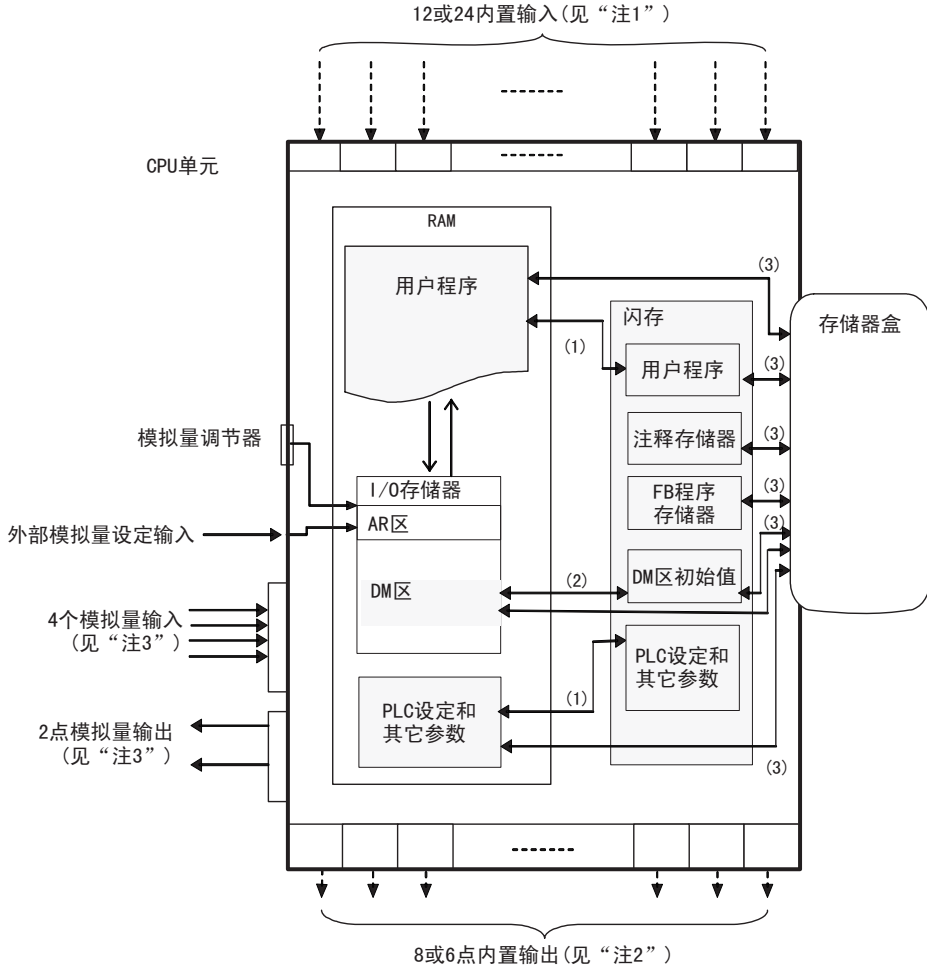 12或24内置输入(见“注1”)
CPU单元
RAM
用户程序
(3)
闪存
存储器盒
(1)
用户程序
(3)
模拟量调节器
注释存储器
(3)
I/O存储器
FB程序
存储器
(3)
AR区
外部模拟量设定输入
(3)
DM区
(2)
DM区初始值
4个模拟量输入
(见“注3”)
PLC设定和
其它参数
(1)
PLC设定和
其它参数
2点模拟量输出
(见“注3”)
(3)
8或6点内置输出(见“注2”)